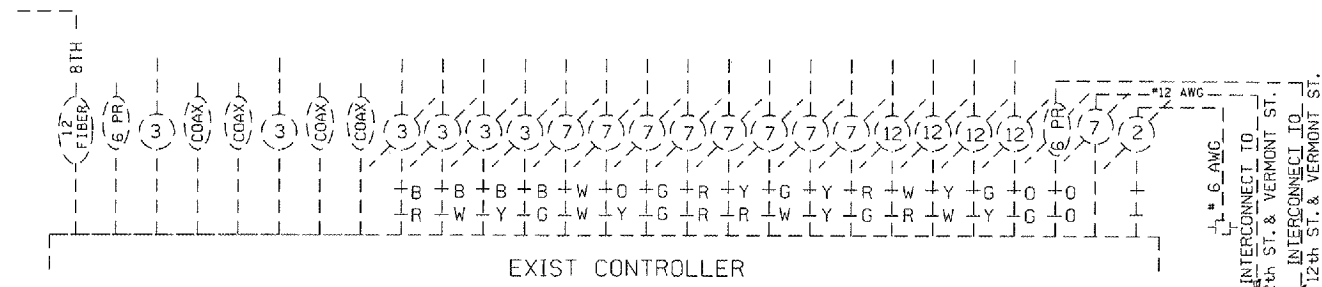 8TH
12 FIBER 6 PR 3 COAX COAX 3 COAX COAX 3 3 3 3 7 7 7 7 7 7 7 7 12 12 12 12 6 PR 7 2
#12 AWG
# 6 AWG
B B B B W O G R Y G Y R W Y G O O
R W Y G W Y G R R W Y G R W Y G O
EXIST CONTROLLER
INTERCONNECT TO
th ST. & VERMONT ST.
INTERCONNECT TO
12th ST. & VERMONT ST.